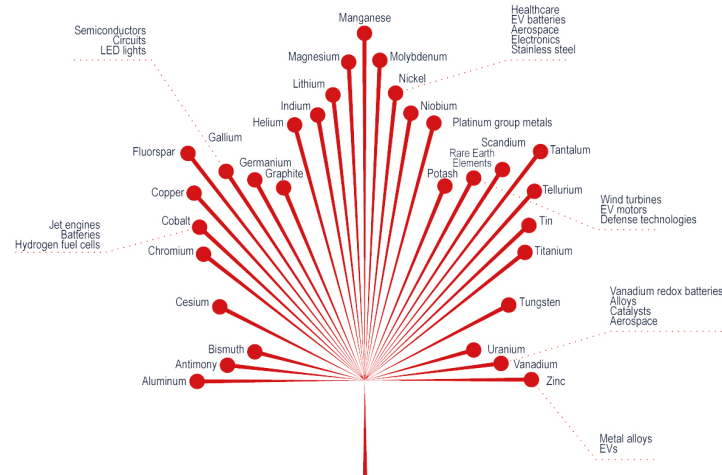 Manganese
Healthcare
EV batteries
Aerospace
Electronics
Stainless steel
Semiconductors
Circuits
LED lights
Magnesium
Molybdenum
Nickel
Lithium
Indium
Niobium
Helium
Platinum group metals
Gallium
Scandium
Fluorspar
Germanium
Rare Earth
Elements
Tantalum
Graphite
Potash
Copper
Tellurium
Wind turbines
EV motors
Defense technologies
Cobalt
Tin
Jet engines
Batteries
Hydrogen fuel cells
Chromium
Titanium
Cesium
Tungsten
Vanadium redox batteries
Alloys
Catalysts
Aerospace
Bismuth
Uranium
Antimony
Vanadium
Aluminum
Zinc
Metal alloys
EVs